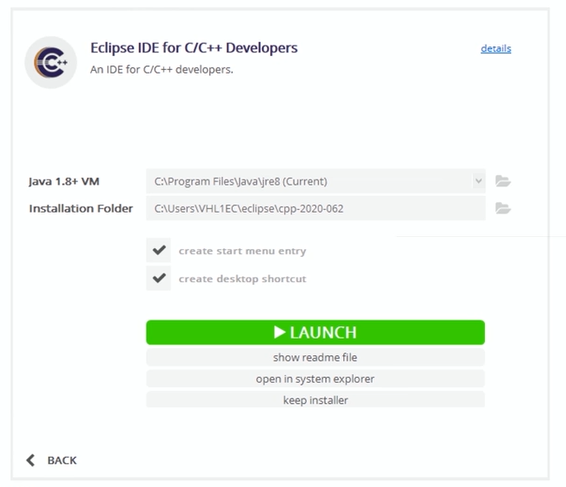 Eclipse IDE for C/C++ Developers
details
An IDE for C/C++ developers.
Java 1.8+ VM
C:\Program Files\Java\jre8 (Current)
Installation Folder
C:\Users\VHL1EC\eclipse\cpp-2020-062
create start menu entry
create desktop shortcut
LAUNCH
show readme file
open in system explorer
keep installer
BACK